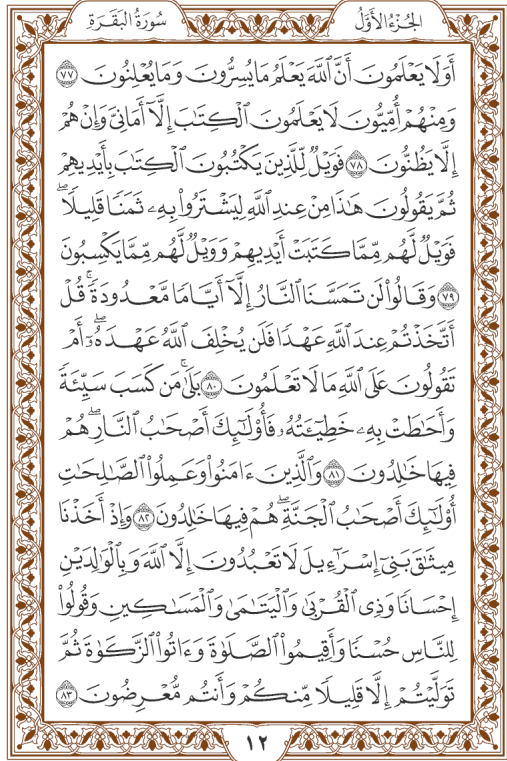 الجُزْءُ الأَوَّلُ
سُورَةُ البَقَرَةِ
أَوَلَا يَعْلَمُونَ أَنَّ ٱللَّهَ يَعْلَمُ مَا يُسِرُّونَ وَمَا يُعْلِنُونَ ٧٧
وَمِنْهُمْ أُمِّيُّونَ لَا يَعْلَمُونَ ٱلْكِتَٰبَ إِلَّآ أَمَانِىَّ وَإِنْ هُمْ
إِلَّا يَظُنُّونَ ٧٨ فَوَيْلٌ لِّلَّذِينَ يَكْتُبُونَ ٱلْكِتَٰبَ بِأَيْدِيهِمْ
ثُمَّ يَقُولُونَ هَٰذَا مِنْ عِندِ ٱللَّهِ لِيَشْتَرُوا۟ بِهِۦ ثَمَنًا قَلِيلًا ۖ
فَوَيْلٌ لَّهُم مِّمَّا كَتَبَتْ أَيْدِيهِمْ وَوَيْلٌ لَّهُم مِّمَّا يَكْسِبُونَ
٧٩ وَقَالُوا۟ لَن تَمَسَّنَا ٱلنَّارُ إِلَّآ أَيَّامًا مَّعْدُودَةً ۚ قُلْ
أَتَّخَذْتُمْ عِندَ ٱللَّهِ عَهْدًا فَلَن يُخْلِفَ ٱللَّهُ عَهْدَهُۥٓ ۖ أَمْ
تَقُولُونَ عَلَى ٱللَّهِ مَا لَا تَعْلَمُونَ ٨٠ بَلَىٰ ۚ مَن كَسَبَ سَيِّئَةً
وَأَحَٰطَتْ بِهِۦ خَطِيٓـَٔتُهُۥ فَأُو۟لَٰٓئِكَ أَصْحَٰبُ ٱلنَّارِ ۖ هُمْ
فِيهَا خَٰلِدُونَ ٨١ وَٱلَّذِينَ ءَامَنُوا۟ وَعَمِلُوا۟ ٱلصَّٰلِحَٰتِ
أُو۟لَٰٓئِكَ أَصْحَٰبُ ٱلْجَنَّةِ ۖ هُمْ فِيهَا خَٰلِدُونَ ٨٢ وَإِذْ أَخَذْنَا
مِيثَٰقَ بَنِىٓ إِسْرَٰٓءِيلَ لَا تَعْبُدُونَ إِلَّا ٱللَّهَ وَبِٱلْوَٰلِدَيْنِ
إِحْسَانًا وَذِى ٱلْقُرْبَىٰ وَٱلْيَتَٰمَىٰ وَٱلْمَسَٰكِينِ وَقُولُوا۟
لِلنَّاسِ حُسْنًا وَأَقِيمُوا۟ ٱلصَّلَوٰةَ وَءَاتُوا۟ ٱلزَّكَوٰةَ ثُمَّ
تَوَلَّيْتُمْ إِلَّا قَلِيلًا مِّنكُمْ وَأَنتُم مُّعْرِضُونَ ٨٣
١٢